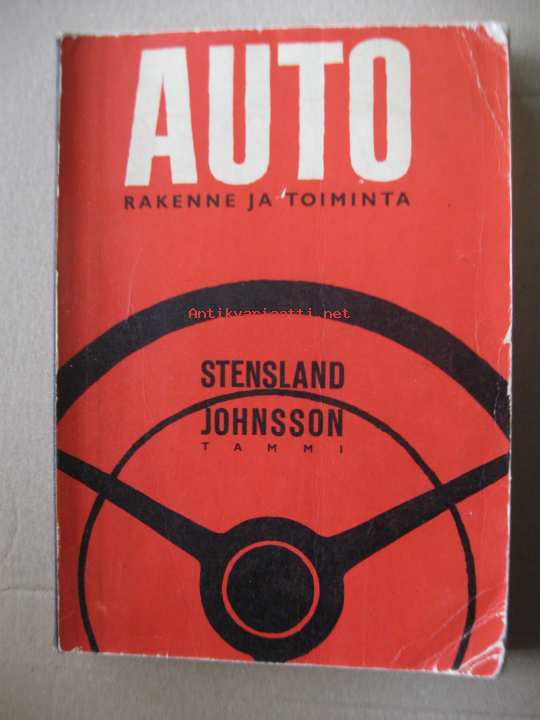 AUTO
RAKENNE JA TOIMINTA
Antikvariaatti.net
STENSLAND
JOHNSSON
TAMMI